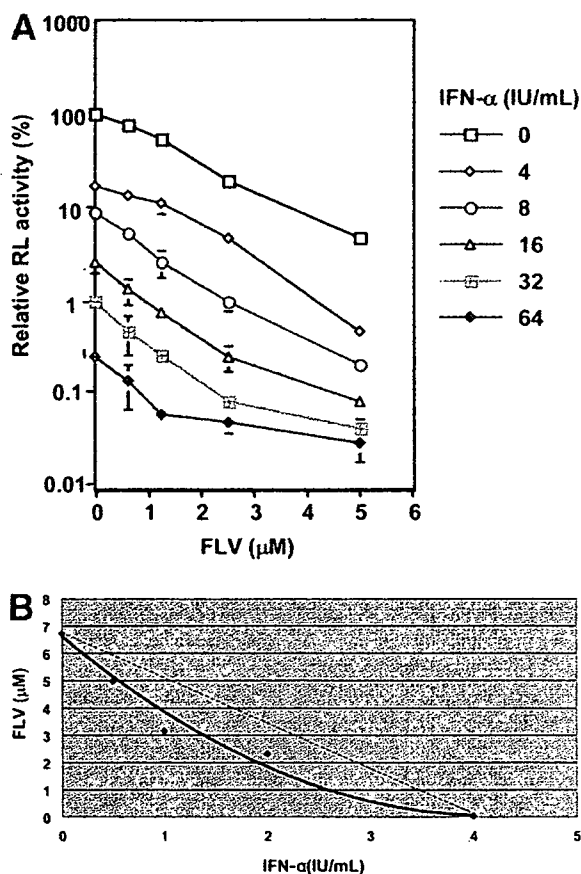 A
1000
100
10
1
0.1
0.01
Relative RL activity (%)
0 1 2 3 4 5 6
FLV (μM)
IFN-α (IU/mL)
0
4
8
16
32
64
B
8
7
6
5
4
3
2
1
0
FLV (μM)
0 1 2 3 4 5
IFN-α(IU/mL)